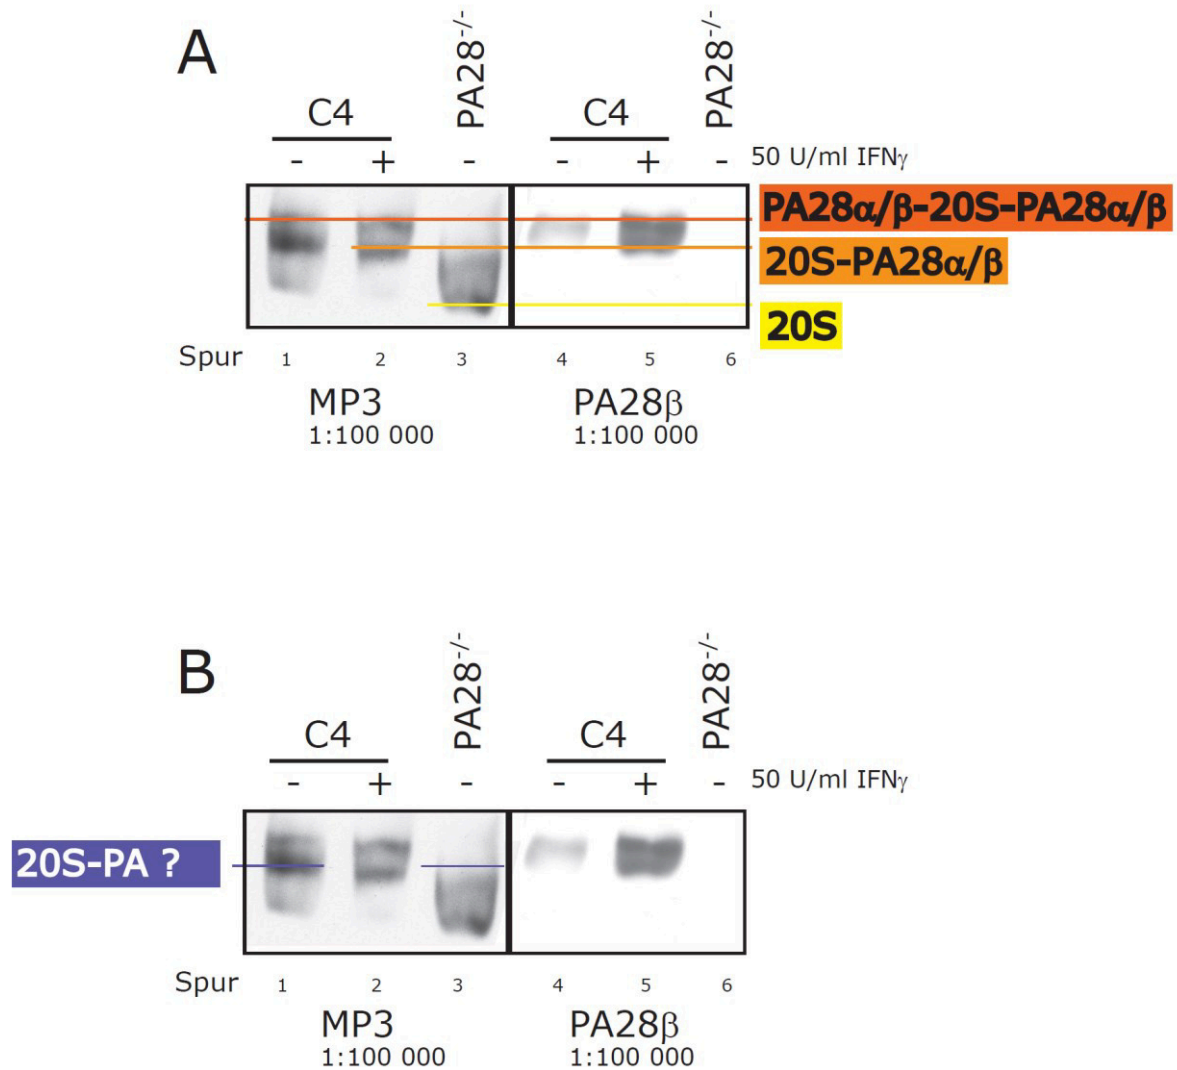 A
C4 PA28-/- C4 PA28-/-
- + - - + - 50 U/ml IFNγ
PA28α/β-20S-PA28α/β
20S-PA28α/β
20S
Spur 1 2 3 4 5 6
MP3 PA28β
1:100 000 1:100 000
B
C4 PA28-/- C4 PA28-/-
- + - - + - 50 U/ml IFNγ
20S-PA ?
Spur 1 2 3 4 5 6
MP3 PA28β
1:100 000 1:100 000